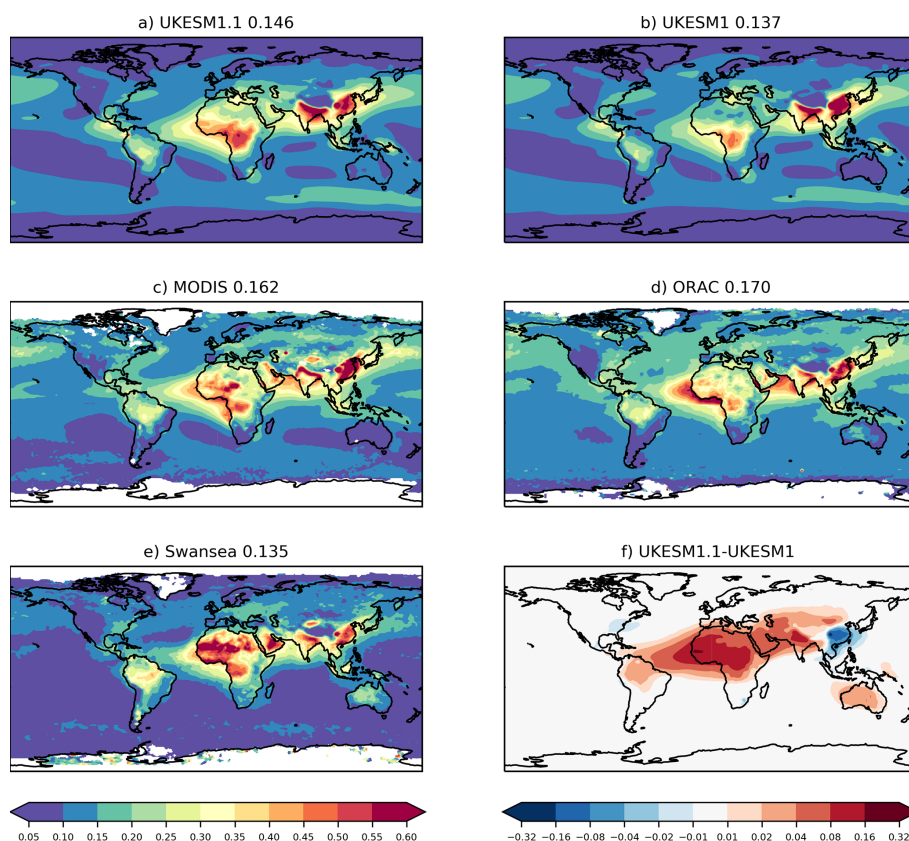 a) UKESM1.1 0.146
b) UKESM1 0.137
c) MODIS 0.162
d) ORAC 0.170
e) Swansea 0.135
f) UKESM1.1-UKESM1
0.05 0.10 0.15 0.20 0.25 0.30 0.35 0.40 0.45 0.50 0.55 0.60
−0.32 −0.16 −0.08 −0.04 −0.02 −0.01 0.01 0.02 0.04 0.08 0.16 0.32